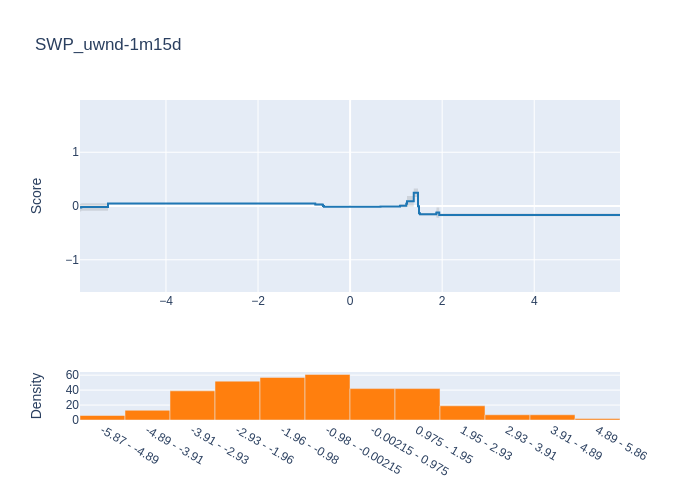 SWP_uwnd-1m15d
Score
1
0
−1
−4
−2
0
2
4
Density
60
40
20
0
-5.87 - -4.89
-4.89 - -3.91
-3.91 - -2.93
-2.93 - -1.96
-1.96 - -0.98
-0.98 - -0.00215
-0.00215 - 0.975
0.975 - 1.95
1.95 - 2.93
2.93 - 3.91
3.91 - 4.89
4.89 - 5.86